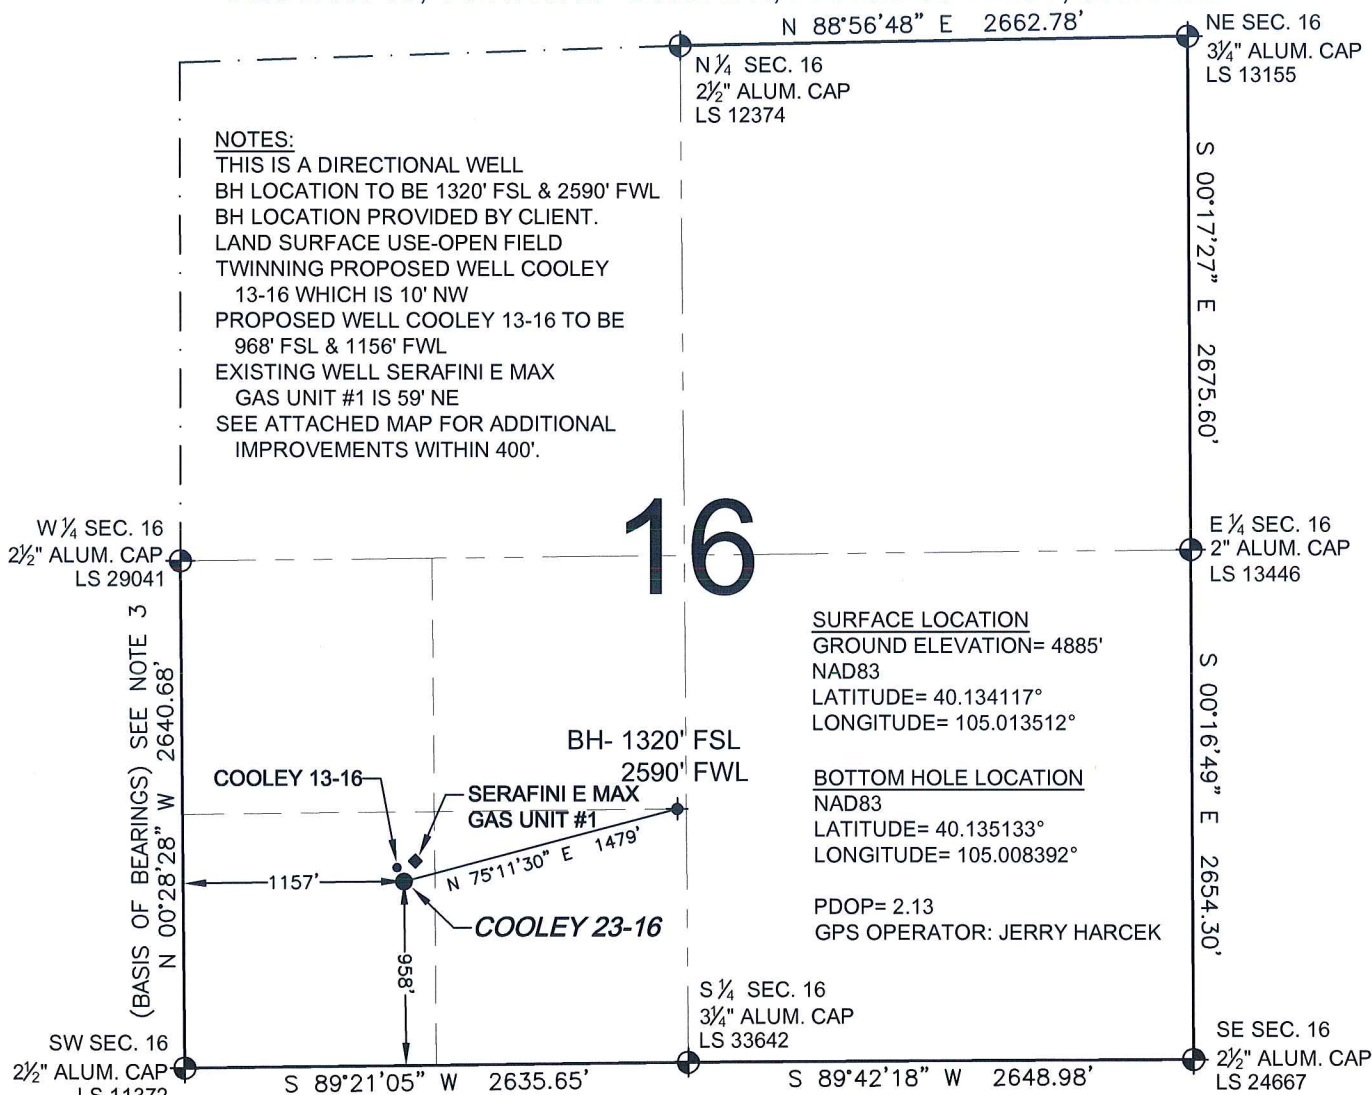 N 88°56'48" E 2662.78'
NE SEC. 16
3¼" ALUM. CAP
LS 13155
N ¼ SEC. 16
2½" ALUM. CAP
LS 12374
NOTES:
THIS IS A DIRECTIONAL WELL
BH LOCATION TO BE 1320' FSL & 2590' FWL
BH LOCATION PROVIDED BY CLIENT.
LAND SURFACE USE-OPEN FIELD
TWINNING PROPOSED WELL COOLEY
13-16 WHICH IS 10' NW
PROPOSED WELL COOLEY 13-16 TO BE
968' FSL & 1156' FWL
EXISTING WELL SERAFINI E MAX
GAS UNIT #1 IS 59' NE
SEE ATTACHED MAP FOR ADDITIONAL
IMPROVEMENTS WITHIN 400'.
S 00°17'27" E 2675.60'
16
W ¼ SEC. 16
2½" ALUM. CAP
LS 29041
E ¼ SEC. 16
2" ALUM. CAP
LS 13446
(BASIS OF BEARINGS) SEE NOTE 3
N 00°28'28" W 2640.68'
SURFACE LOCATION
GROUND ELEVATION= 4885'
NAD83
LATITUDE= 40.134117°
LONGITUDE= 105.013512°
BOTTOM HOLE LOCATION
NAD83
LATITUDE= 40.135133°
LONGITUDE= 105.008392°
PDOP= 2.13
GPS OPERATOR: JERRY HARCEK
S 00°16'49" E 2654.30'
BH- 1320' FSL
2590' FWL
COOLEY 13-16
SERAFINI E MAX
GAS UNIT #1
N 75°11'30" E 1479'
1157'
COOLEY 23-16
958'
S ¼ SEC. 16
3¼" ALUM. CAP
LS 33642
SW SEC. 16
2½" ALUM. CAP
LS 11372
S 89°21'05" W 2635.65'
S 89°42'18" W 2648.98'
SE SEC. 16
2½" ALUM. CAP
LS 24667